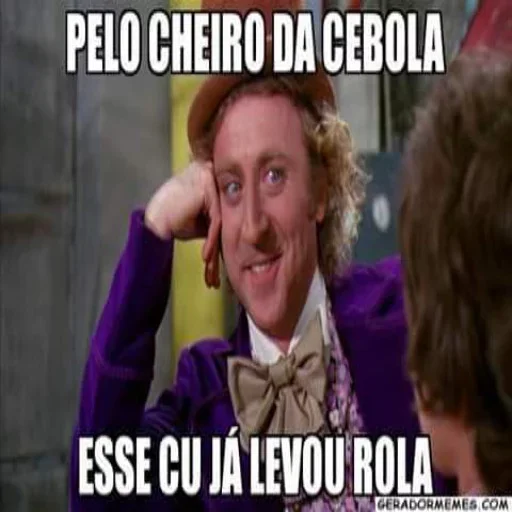 PELO CHEIRO DA CEBOLA
ESSE CU JÁ LEVOU ROLA
GERADORMEMES.COM